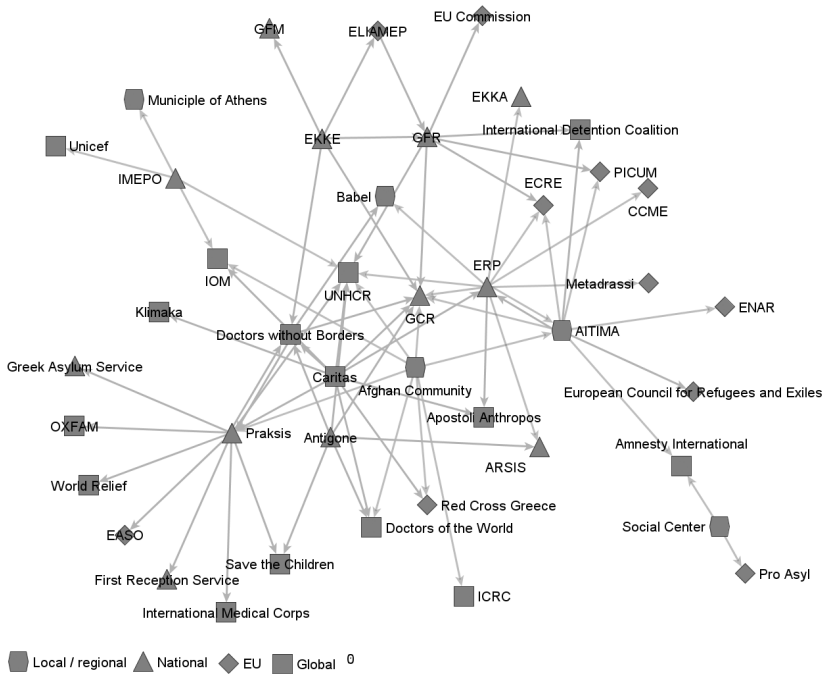 EU Commission
GFM
ELIAMEP
EKKA
Municiple of Athens
International Detention Coalition
EKKE
GFR
Unicef
PICUM
IMEPO
ECRE
Babel
CCME
ERP
IOM
UNHCR
Metadrassi
ENAR
Klimaka
GCR
Doctors without Borders
AITIMA
Greek Asylum Service
Caritas
Afghan Community
European Council for Refugees and Exiles
Apostoli Anthropos
OXFAM
Praksis
Antigone
Amnesty International
ARSIS
World Relief
Red Cross Greece
EASO
Doctors of the World
Social Center
Save the Children
First Reception Service
Pro Asyl
ICRC
International Medical Corps
Local / regional
National
EU
Global
0